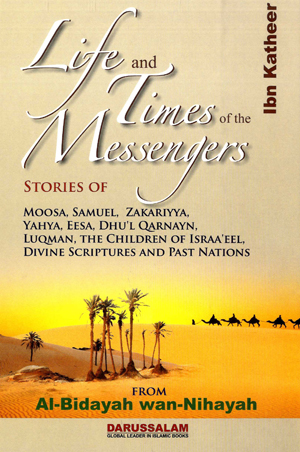 Life and
Times of the
Messengers
Ibn Katheer
STORIES OF
MOOSA, SAMUEL, ZAKARIYYA,
YAHYA, EESA, DHU'L QARNAYN,
LUQMAN, THE CHILDREN OF ISRAA'EEL,
DIVINE SCRIPTURES AND PAST NATIONS
FROM
Al-Bidayah wan-Nihayah
DARUSSALAM
GLOBAL LEADER IN ISLAMIC BOOKS